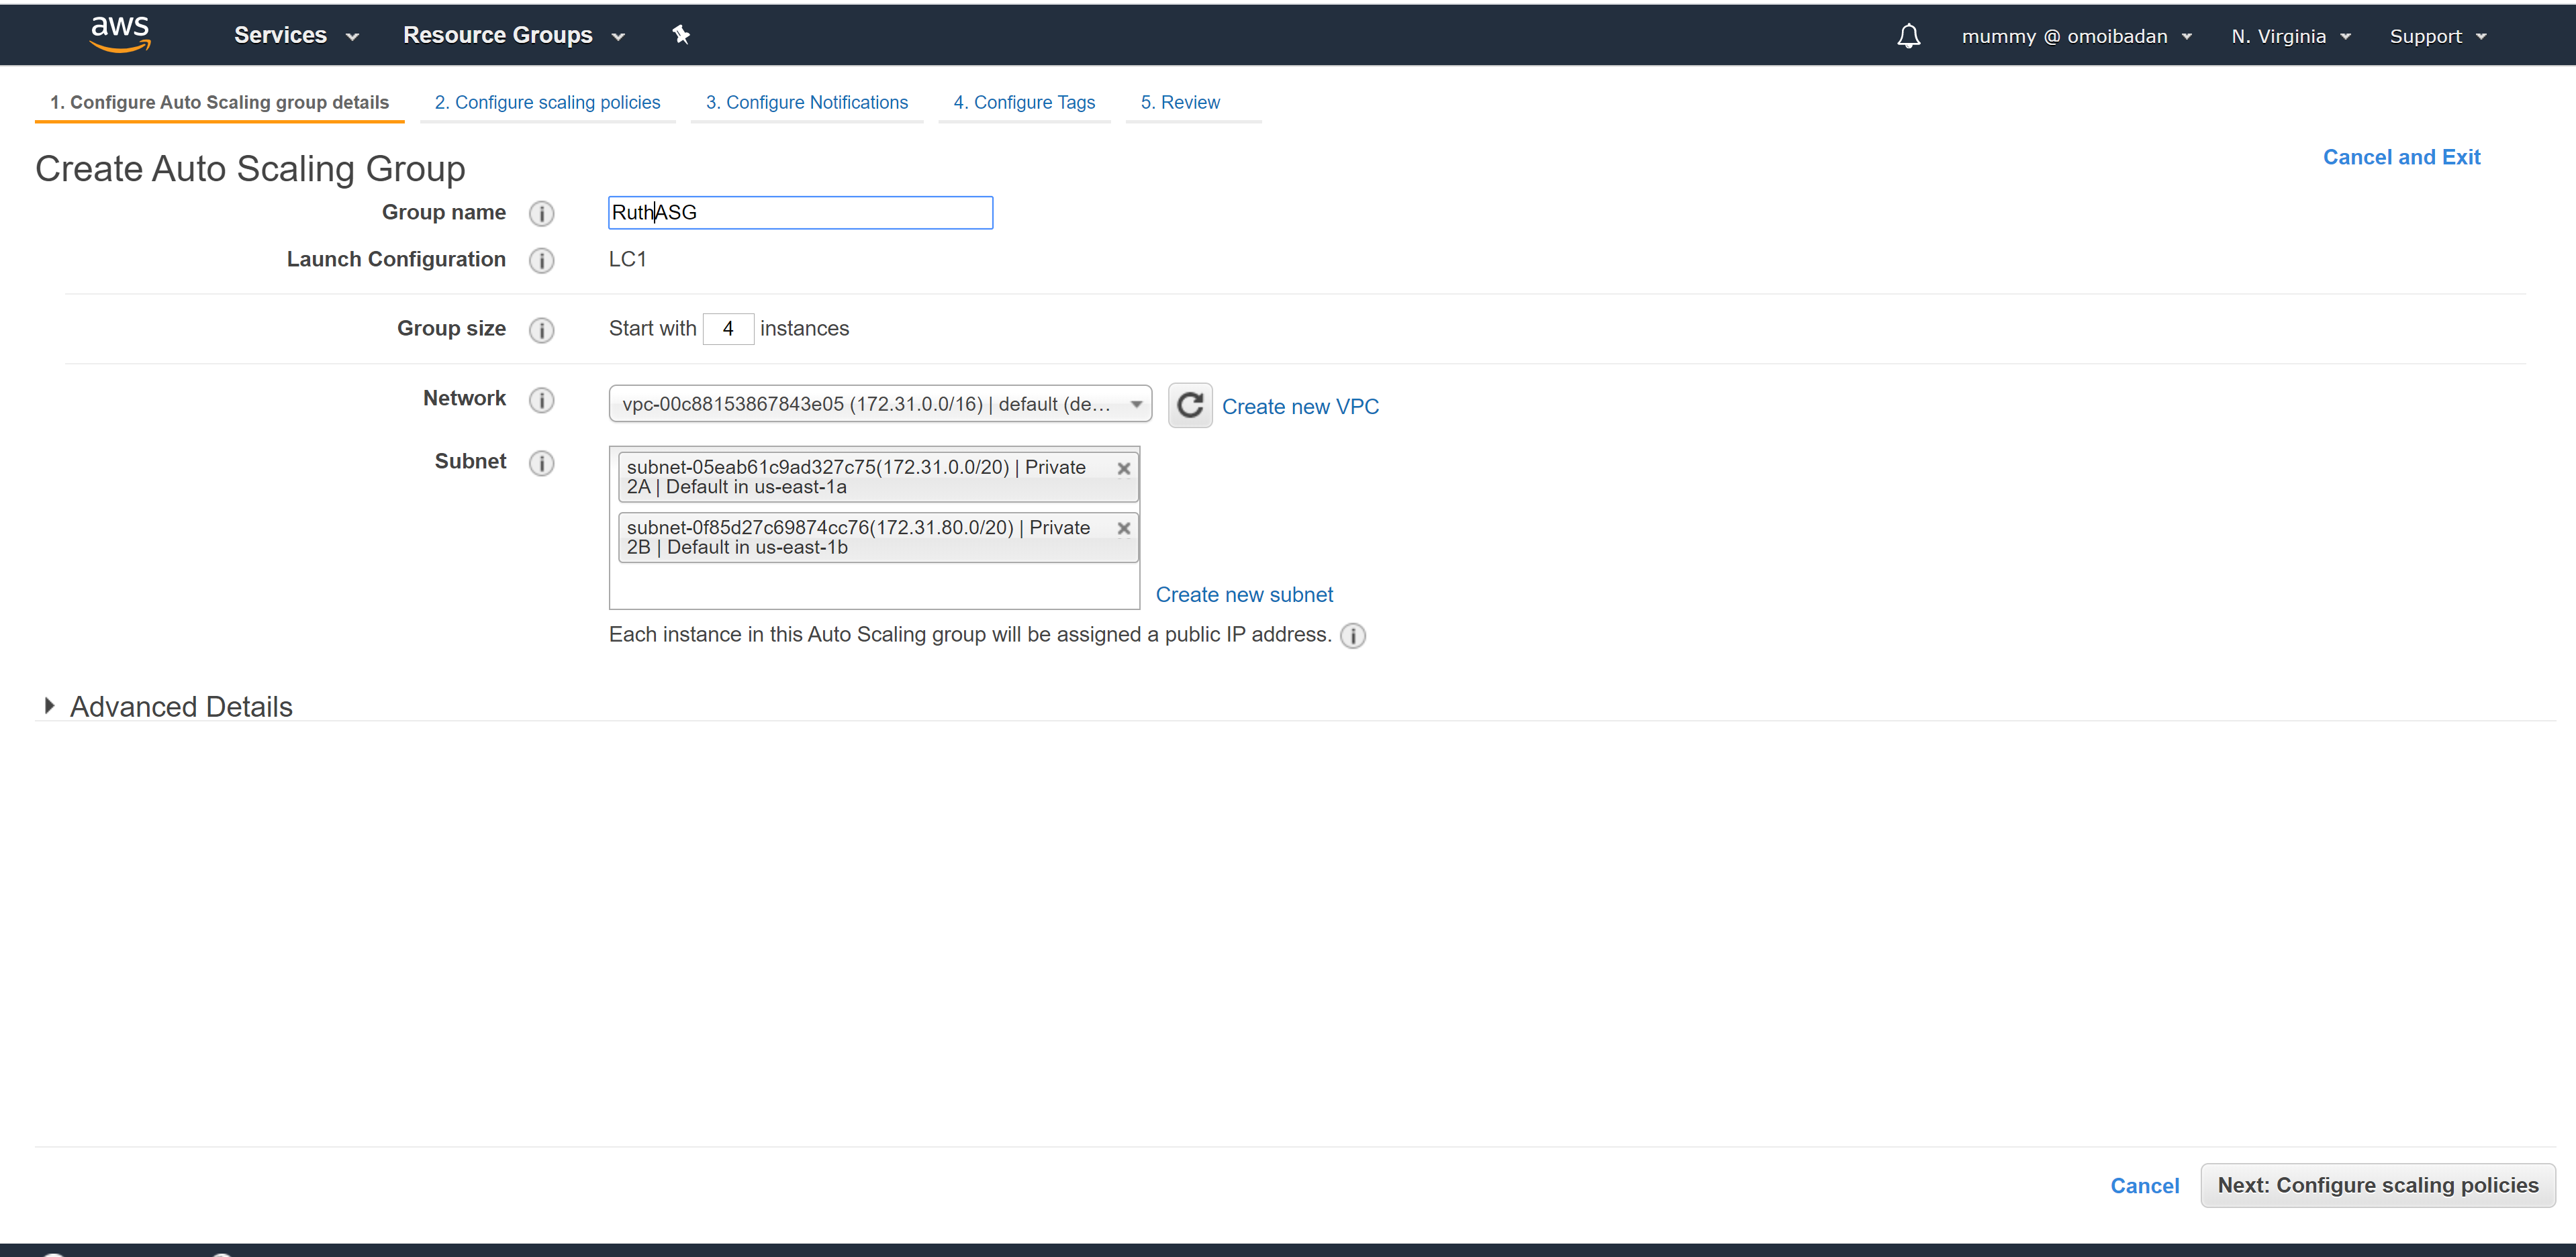 aws Services Resource Groups mummy @ omoibadan N. Virginia Support
1. Configure Auto Scaling group details 2. Configure scaling policies 3. Configure Notifications 4. Configure Tags 5. Review
Create Auto Scaling Group
Cancel and Exit
Group name RuthASG
Launch Configuration LC1
Group size Start with 4 instances
Network vpc-00c88153867843e05 (172.31.0.0/16) | default (de... Create new VPC
Subnet subnet-05eab61c9ad327c75(172.31.0.0/20) | Private
2A | Default in us-east-1a
subnet-0f85d27c69874cc76(172.31.80.0/20) | Private
2B | Default in us-east-1b
Create new subnet
Each instance in this Auto Scaling group will be assigned a public IP address.
Advanced Details
Cancel Next: Configure scaling policies